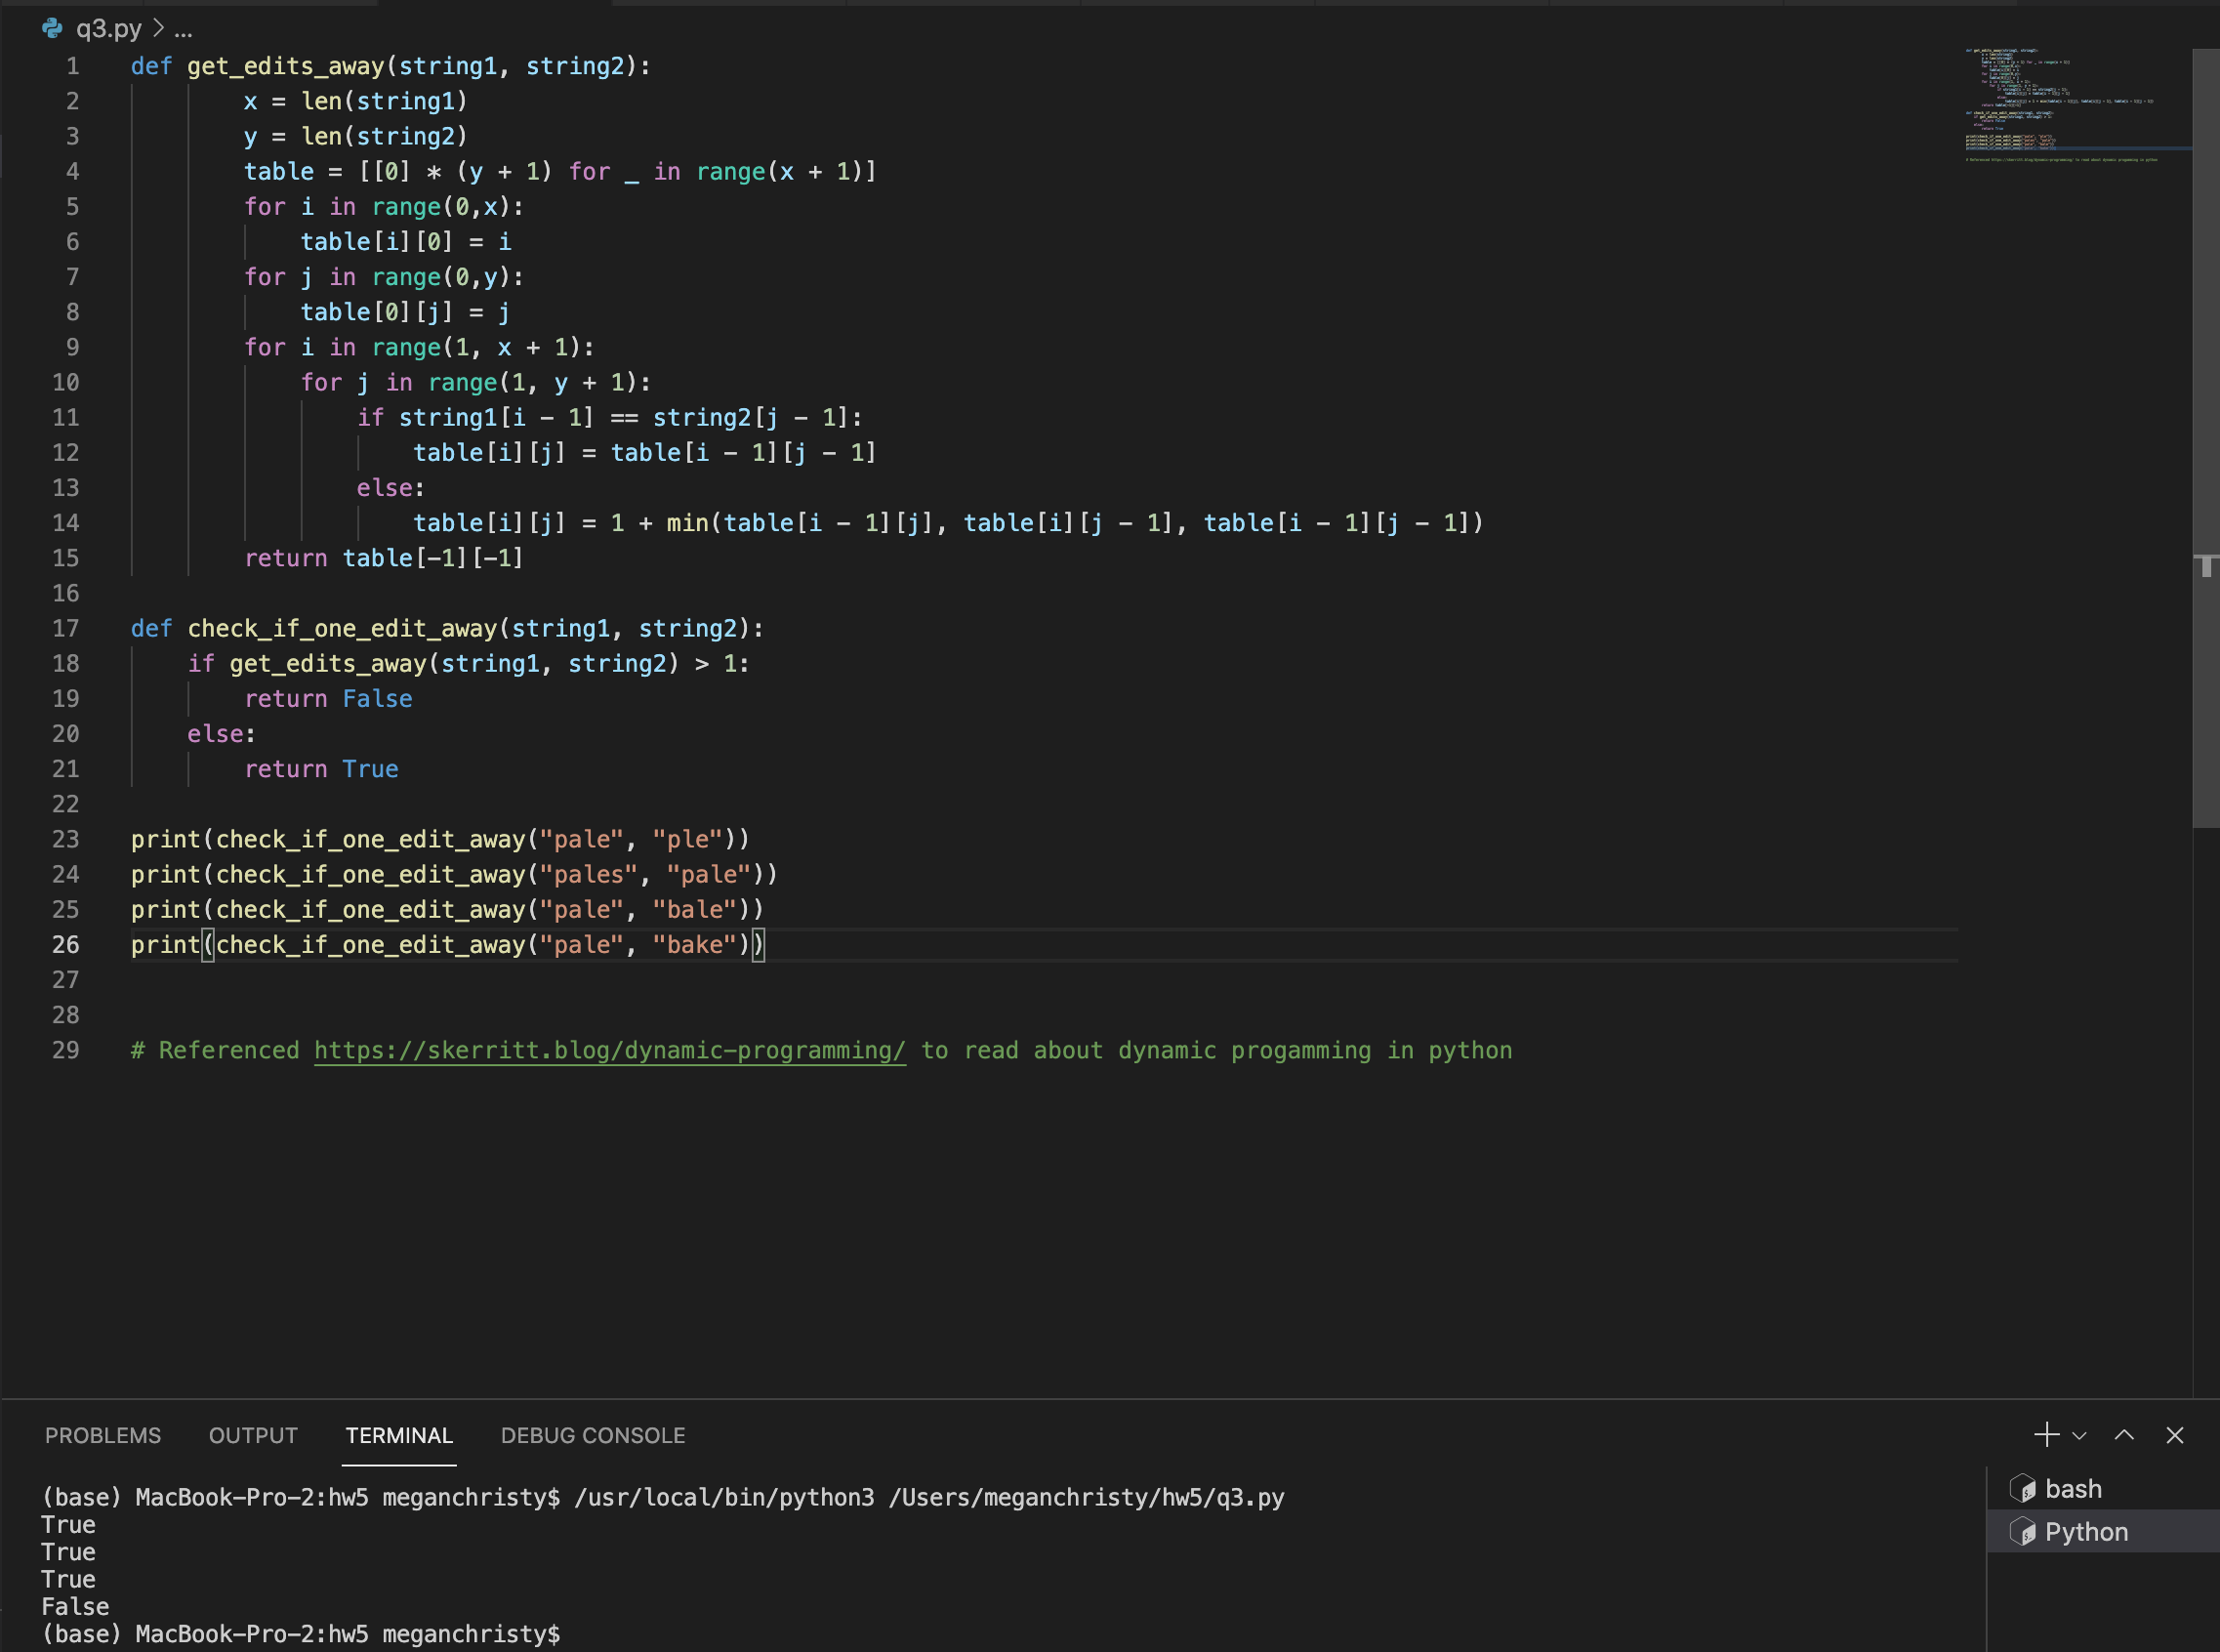 q3.py > ...
1 def get_edits_away(string1, string2):
2         x = len(string1)
3         y = len(string2)
4         table = [[0] * (y + 1) for _ in range(x + 1)]
5         for i in range(0,x):
6             table[i][0] = i
7         for j in range(0,y):
8             table[0][j] = j
9         for i in range(1, x + 1):
10             for j in range(1, y + 1):
11                 if string1[i - 1] == string2[j - 1]:
12                     table[i][j] = table[i - 1][j - 1]
13                 else:
14                     table[i][j] = 1 + min(table[i - 1][j], table[i][j - 1], table[i - 1][j - 1])
15         return table[-1][-1]
16
17 def check_if_one_edit_away(string1, string2):
18     if get_edits_away(string1, string2) > 1:
19         return False
20     else:
21         return True
22
23 print(check_if_one_edit_away("pale", "ple"))
24 print(check_if_one_edit_away("pales", "pale"))
25 print(check_if_one_edit_away("pale", "bale"))
26 print(check_if_one_edit_away("pale", "bake"))
27
28
29 # Referenced https://skerritt.blog/dynamic-programming/ to read about dynamic progamming in python
PROBLEMS OUTPUT TERMINAL DEBUG CONSOLE
(base) MacBook-Pro-2:hw5 meganchristy$ /usr/local/bin/python3 /Users/meganchristy/hw5/q3.py
True
True
True
False
(base) MacBook-Pro-2:hw5 meganchristy$
bash
Python